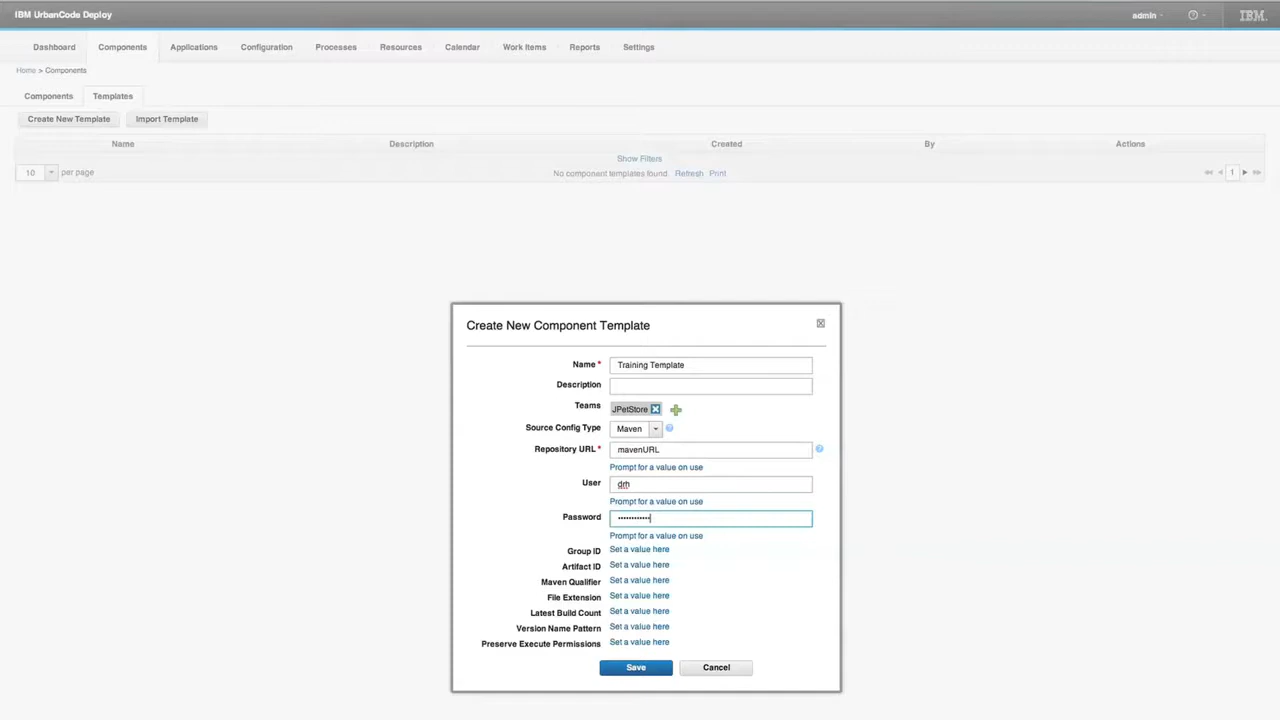 IBM UrbanCode Deploy
admin
IBM
Dashboard Components Applications Configuration Processes Resources Calendar Work Items Reports Settings
Home > Components
Components Templates
Create New Template Import Template
Name Description Created By Actions
Show Filters
10 per page No component templates found. Refresh Print 1
Create New Component Template
Name * Training Template
Description
Teams JPetStore
Source Config Type Maven
Repository URL * mavenURL
Prompt for a value on use
User drh
Prompt for a value on use
Password ••••••••••••
Prompt for a value on use
Group ID Set a value here
Artifact ID Set a value here
Maven Qualifier Set a value here
File Extension Set a value here
Latest Build Count Set a value here
Version Name Pattern Set a value here
Preserve Execute Permissions Set a value here
Save Cancel